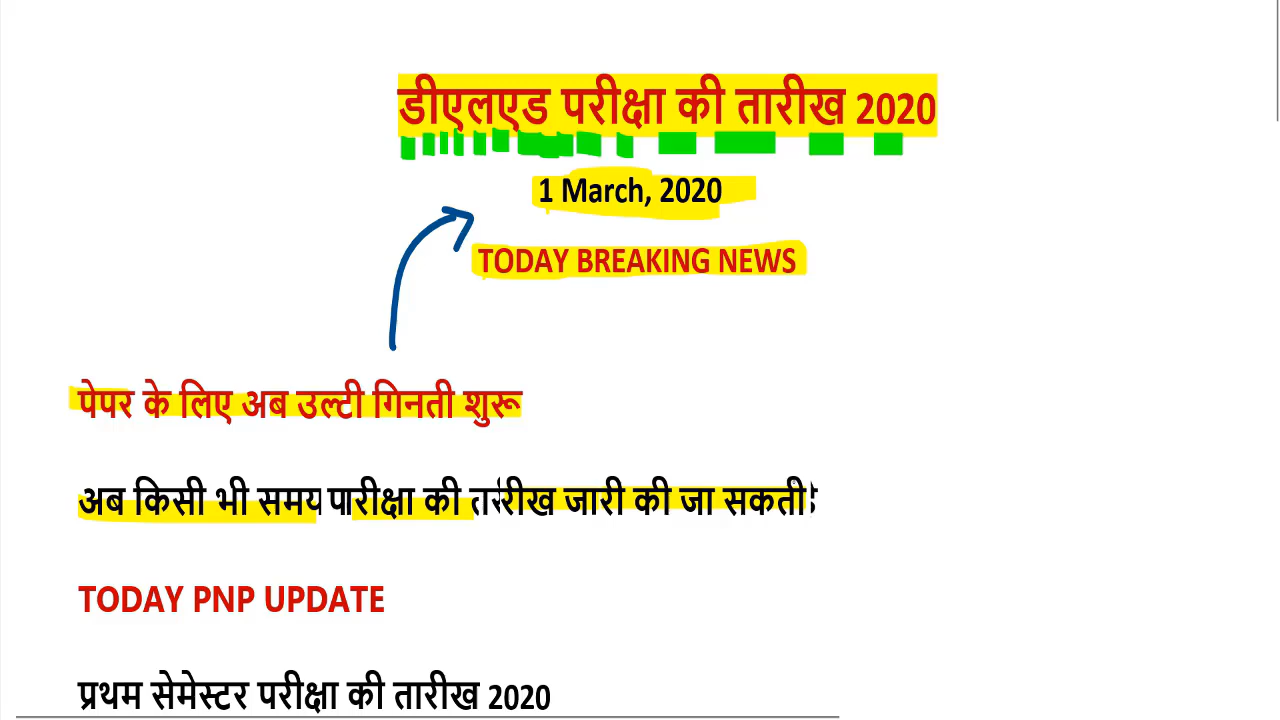 डीएलएड परीक्षा की तारीख 2020
1 March, 2020
TODAY BREAKING NEWS
पेपर के लिए अब उल्टी गिनती शुरू
अब किसी भी समय परीक्षा की तारीख जारी की जा सकती
TODAY PNP UPDATE
प्रथम सेमेस्टर परीक्षा की तारीख 2020